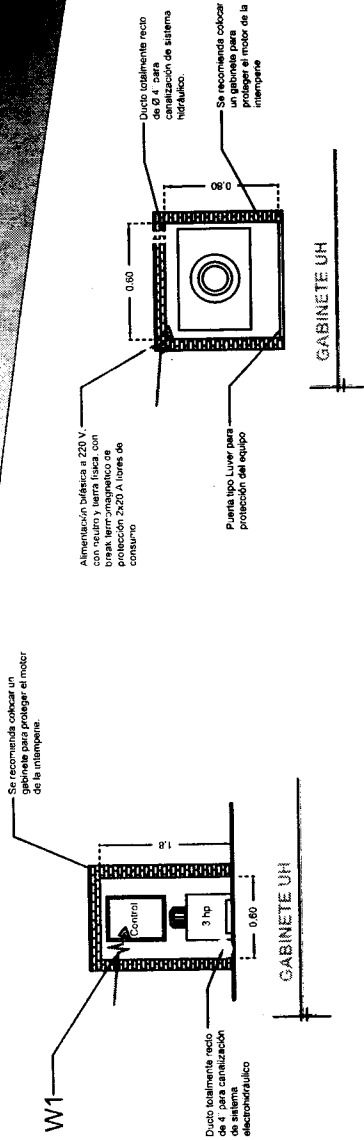 W1
Se recomienda colocar un
gabinete para proteger el motor
de la intemperie.
1.8
Control
3 hp
0.60
Ducto totalmente recto
de 4" para canalización
de sistema
electrohidráulico
GABINETE UH
Alimentación bifásica a 220 V.
con neutro y tierra física, con
break termomagnetico de
protección 2x20 A libres de
consumo
Ducto totalmente recto
de Ø 4" para
canalización de sistema
hidráulico.
0.60
0.80
Se recomienda colocar
un gabinete para
proteger el motor de la
intemperie
Puerta tipo Luver para
protección del equipo
GABINETE UH